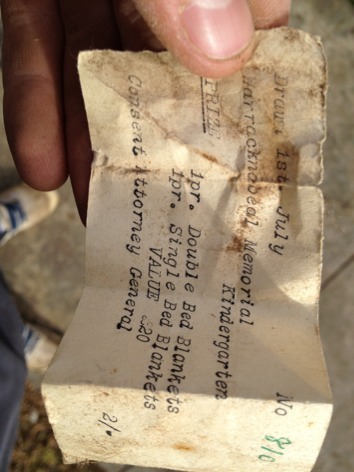 Drawn 1st July No 810
Warracknabeal Memorial
Kindergarten
PRIZE
1pr. Double Bed Blankets
1pr. Single Bed Blankets
VALUE £20
Consent Attorney General 2/-